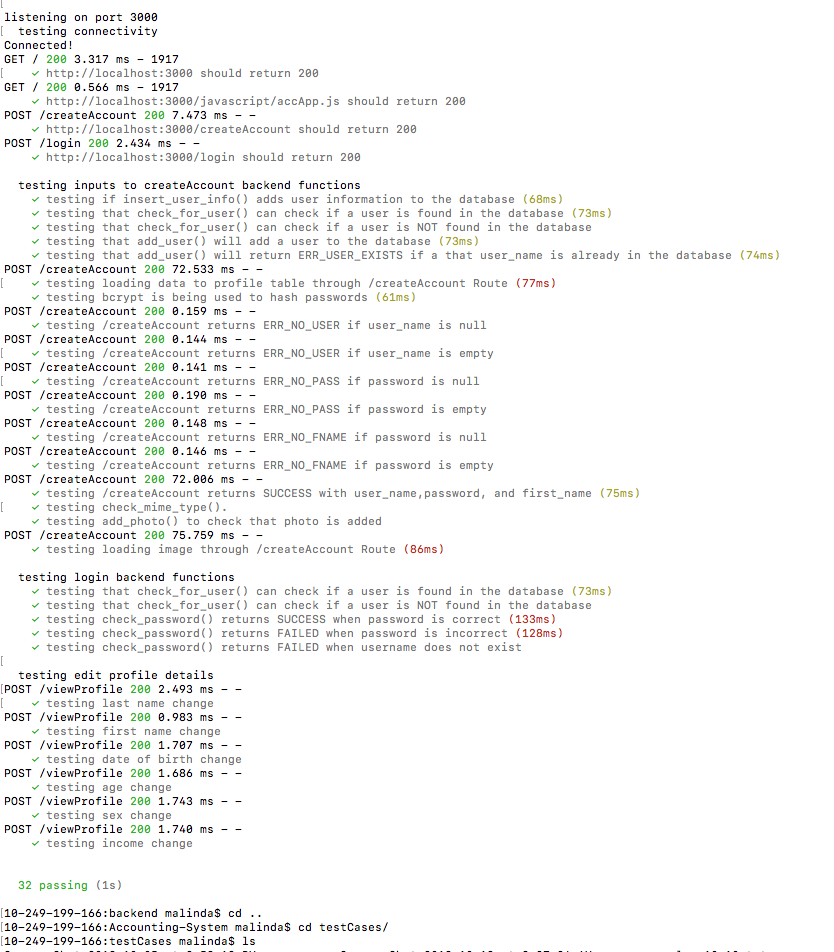 [
listening on port 3000
[ testing connectivity
Connected!
GET / 200 3.317 ms - 1917
[ ✓ http://localhost:3000 should return 200
GET / 200 0.566 ms - 1917
✓ http://localhost:3000/javascript/accApp.js should return 200
POST /createAccount 200 7.473 ms - -
✓ http://localhost:3000/createAccount should return 200
POST /login 200 2.434 ms - -
✓ http://localhost:3000/login should return 200
testing inputs to createAccount backend functions
✓ testing if insert_user_info() adds user information to the database (68ms)
✓ testing that check_for_user() can check if a user is found in the database (73ms)
✓ testing that check_for_user() can check if a user is NOT found in the database
✓ testing that add_user() will add a user to the database (73ms)
✓ testing that add_user() will return ERR_USER_EXISTS if a that user_name is already in the database (74ms)
POST /createAccount 200 72.533 ms - -
[ ✓ testing loading data to profile table through /createAccount Route (77ms)
✓ testing bcrypt is being used to hash passwords (61ms)
POST /createAccount 200 0.159 ms - -
✓ testing /createAccount returns ERR_NO_USER if user_name is null
POST /createAccount 200 0.144 ms - -
[ ✓ testing /createAccount returns ERR_NO_USER if user_name is empty
POST /createAccount 200 0.141 ms - -
[ ✓ testing /createAccount returns ERR_NO_PASS if password is null
POST /createAccount 200 0.190 ms - -
✓ testing /createAccount returns ERR_NO_PASS if password is empty
POST /createAccount 200 0.148 ms - -
✓ testing /createAccount returns ERR_NO_FNAME if password is null
POST /createAccount 200 0.146 ms - -
✓ testing /createAccount returns ERR_NO_FNAME if password is empty
POST /createAccount 200 72.006 ms - -
✓ testing /createAccount returns SUCCESS with user_name,password, and first_name (75ms)
[ ✓ testing check_mime_type().
✓ testing add_photo() to check that photo is added
POST /createAccount 200 75.759 ms - -
✓ testing loading image through /createAccount Route (86ms)
testing login backend functions
✓ testing that check_for_user() can check if a user is found in the database (73ms)
✓ testing that check_for_user() can check if a user is NOT found in the database
✓ testing check_password() returns SUCCESS when password is correct (133ms)
✓ testing check_password() returns FAILED when password is incorrect (128ms)
✓ testing check_password() returns FAILED when username does not exist
[
testing edit profile details
[POST /viewProfile 200 2.493 ms - -
[ ✓ testing last name change
POST /viewProfile 200 0.983 ms - -
✓ testing first name change
POST /viewProfile 200 1.707 ms - -
✓ testing date of birth change
POST /viewProfile 200 1.686 ms - -
✓ testing age change
POST /viewProfile 200 1.743 ms - -
✓ testing sex change
POST /viewProfile 200 1.740 ms - -
✓ testing income change
32 passing (1s)
[10-249-199-166:backend malinda$ cd ..
[10-249-199-166:Accounting-System malinda$ cd testCases/
[10-249-199-166:testCases malinda$ ls